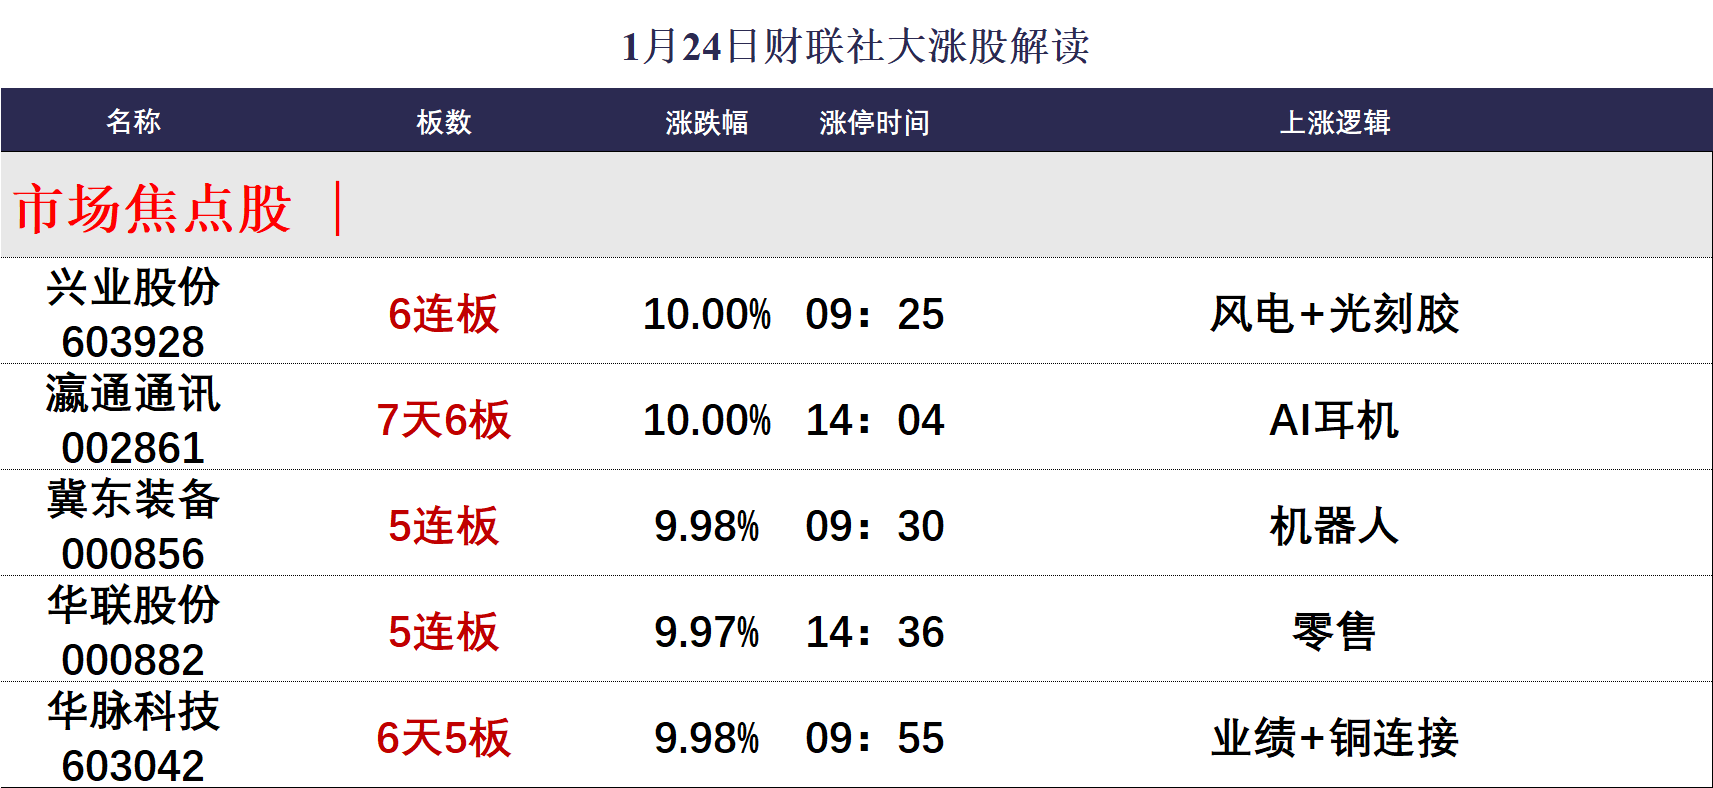 1月24日财联社大涨股解读
名称 板数 涨跌幅 涨停时间 上涨逻辑
市场焦点股 ｜
兴业股份
603928 6连板 10.00% 09：25 风电+光刻胶
瀛通通讯
002861 7天6板 10.00% 14：04 AI耳机
冀东装备
000856 5连板 9.98% 09：30 机器人
华联股份
000882 5连板 9.97% 14：36 零售
华脉科技
603042 6天5板 9.98% 09：55 业绩+铜连接